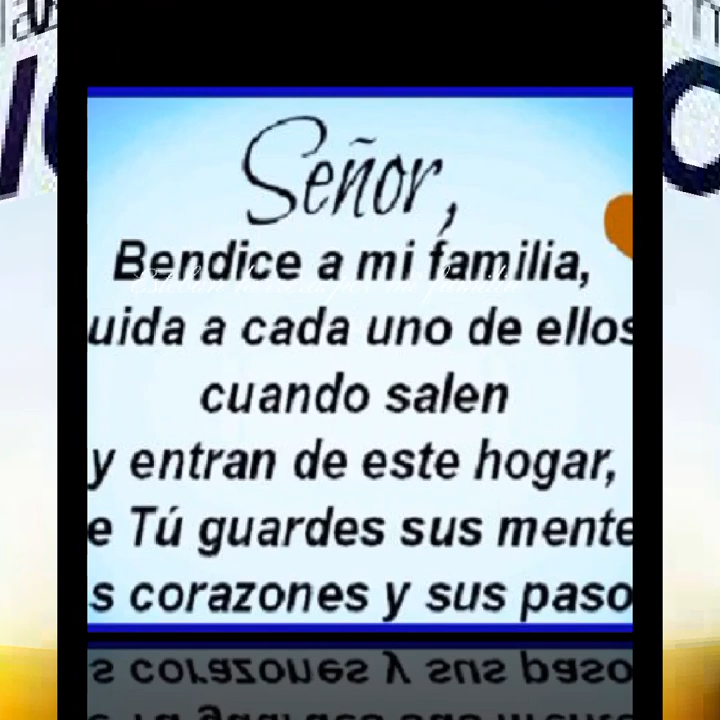 Señor,
Bendice a mi familia,
uida a cada uno de ellos
cuando salen
y entran de este hogar,
e Tú guardes sus mente
s corazones y sus paso